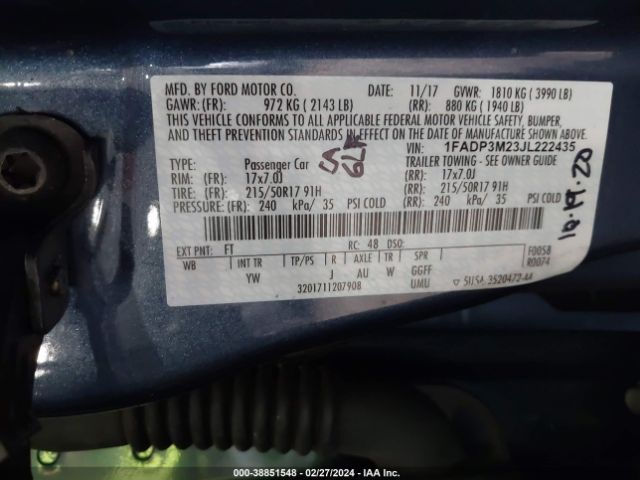 MFD. BY FORD MOTOR CO. DATE: 11/17 GVWR: 1810 KG ( 3990 LB)
GAWR:(FR): 972 KG ( 2143 LB) (RR): 880 KG ( 1940 LB)
THIS VEHICLE CONFORMS TO ALL APPLICABLE FEDERAL MOTOR VEHICLE SAFETY, BUMPER,
AND THEFT PREVENTION STANDARDS IN EFFECT ON THE DATE OF MANUFACTURE SHOWN ABOVE.
VIN: 1FADP3M23JL222435
TYPE: Passenger Car TRAILER TOWING - SEE OWNER GUIDE
RIM: (FR): 17x7.0J (RR): 17x7.0J
TIRE: (FR): 215/50R17 91H (RR): 215/50R17 91H
PRESSURE: (FR): 240 kPa/ 35 PSI COLD (RR): 240 kPa/ 35 PSI COLD
EXT PNT: FT RC: 48 DSO: F0058
WB INT TR TP/PS R AXLE TR SPR R0074
YW J AU W GGFF
3201711207908 UMU 5U5A-3520472-AA
000-38851548 - 02/27/2024 - IAA Inc.